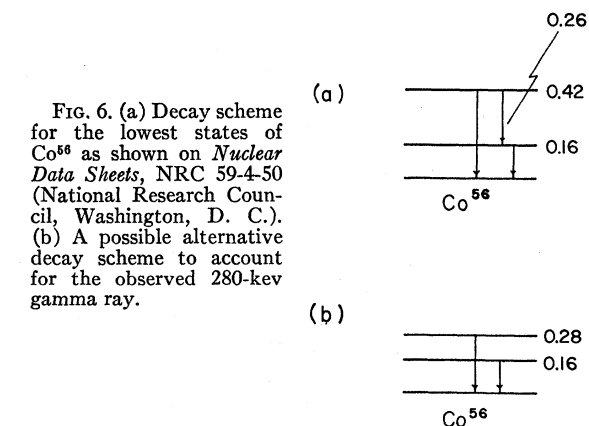 FIG. 6. (a) Decay scheme
for the lowest states of
Co⁵⁶ as shown on Nuclear
Data Sheets, NRC 59-4-50
(National Research Coun-
cil, Washington, D. C.).
(b) A possible alternative
decay scheme to account
for the observed 280-kev
gamma ray.
(a)
0.26
0.42
0.16
Co⁵⁶
(b)
0.28
0.16
Co⁵⁶